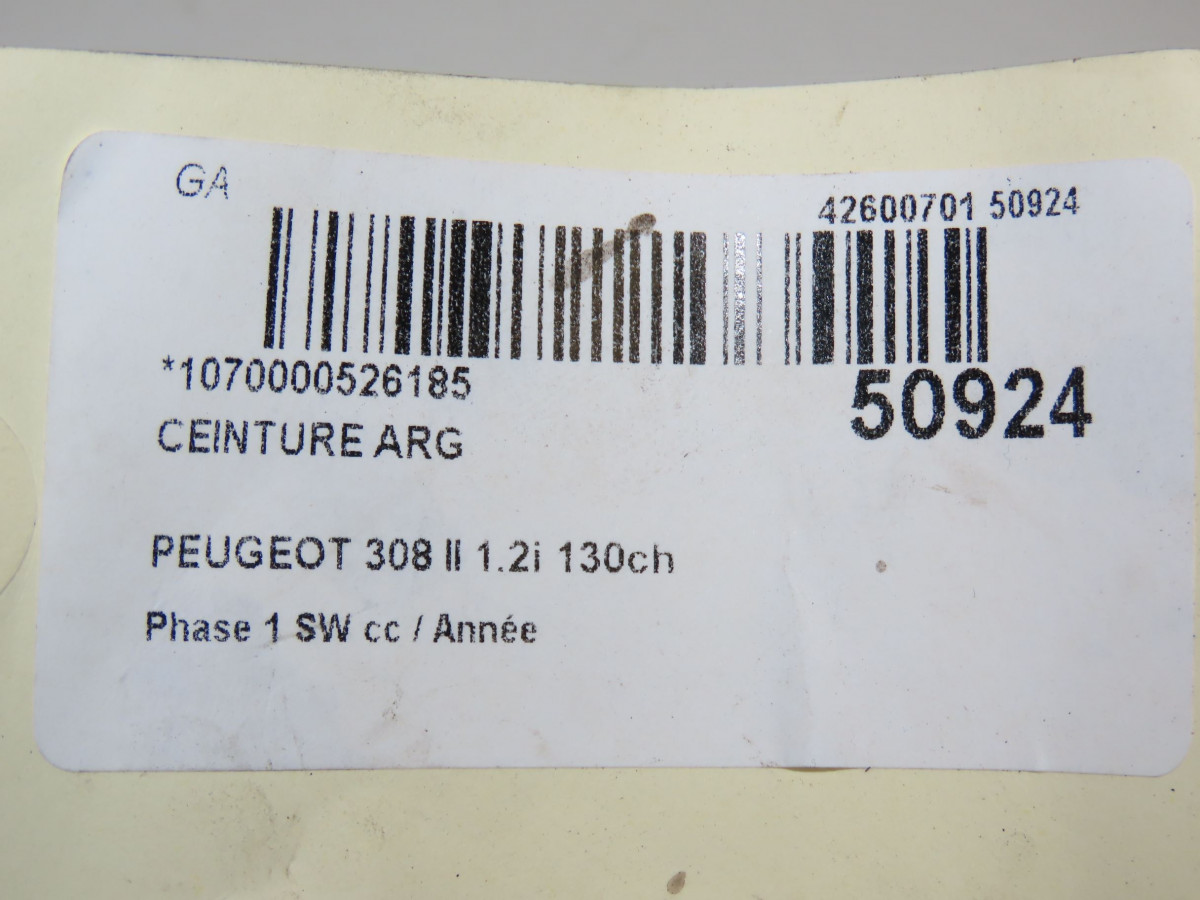 GA
42600701 50924
*1070000526185
50924
CEINTURE ARG
PEUGEOT 308 II 1.2i 130ch
Phase 1 SW cc / Année